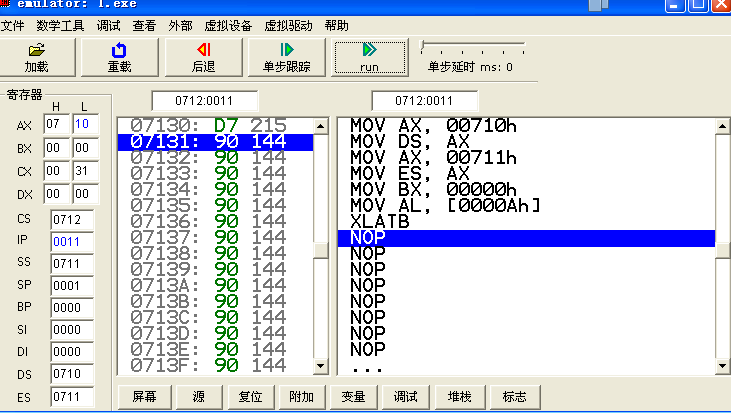 emulator: 1.exe
文件 数学工具 调试 查看 外部 虚拟设备 虚拟驱动 帮助
加载 重载 后退 单步跟踪 run 单步延时 ms: 0
寄存器 0712:0011 0712:0011
H L
AX 07 10
BX 00 00
CX 00 31
DX 00 00
CS 0712
IP 0011
SS 0711
SP 0001
BP 0000
SI 0000
DI 0000
DS 0710
ES 0711
07130: D7 215
07131: 90 144
07132: 90 144
07133: 90 144
07134: 90 144
07135: 90 144
07136: 90 144
07137: 90 144
07138: 90 144
07139: 90 144
0713A: 90 144
0713B: 90 144
0713C: 90 144
0713D: 90 144
0713E: 90 144
0713F: 90 144
MOV AX, 00710h
MOV DS, AX
MOV AX, 00711h
MOV ES, AX
MOV BX, 00000h
MOV AL, [0000Ah]
XLATB
NOP
NOP
NOP
NOP
NOP
NOP
NOP
NOP
...
屏幕 源 复位 附加 变量 调试 堆栈 标志